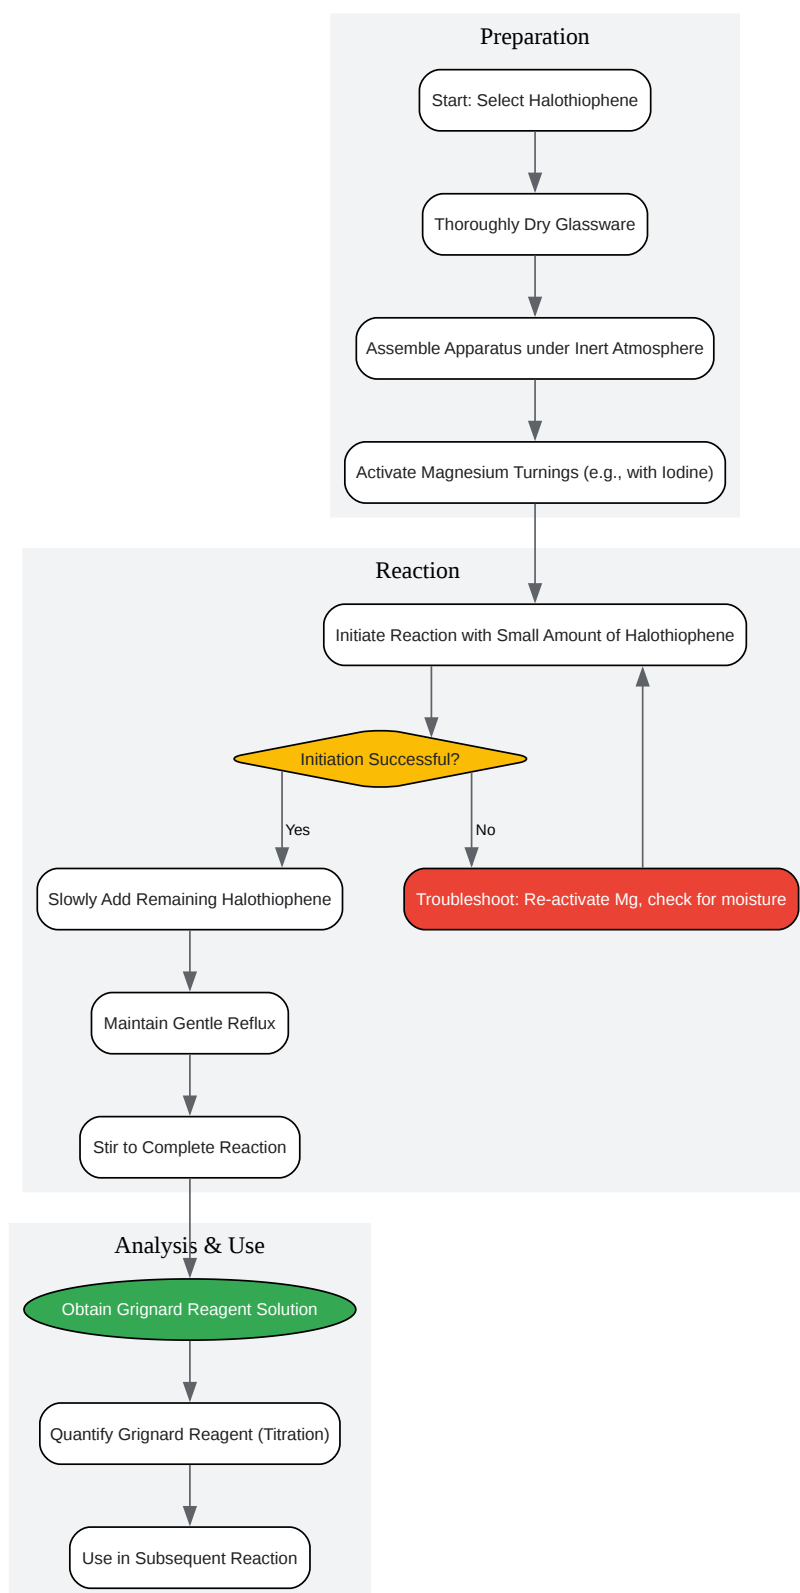 Preparation
Start: Select Halothiophene
Thoroughly Dry Glassware
Assemble Apparatus under Inert Atmosphere
Activate Magnesium Turnings (e.g., with Iodine)
Reaction
Initiate Reaction with Small Amount of Halothiophene
Initiation Successful?
Yes
No
Slowly Add Remaining Halothiophene
Troubleshoot: Re-activate Mg, check for moisture
Maintain Gentle Reflux
Stir to Complete Reaction
Analysis & Use
Obtain Grignard Reagent Solution
Quantify Grignard Reagent (Titration)
Use in Subsequent Reaction